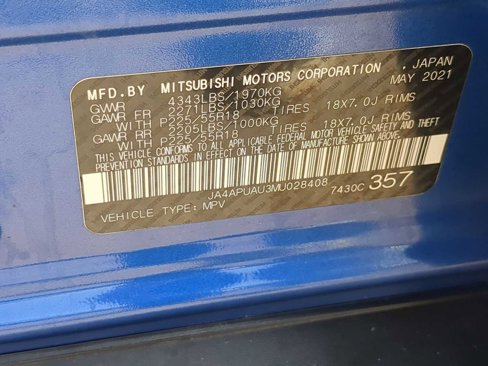 MFD.BY MITSUBISHI MOTORS CORPORATION , JAPAN
MAY 2021
GVWR 4343LBS/1970KG
GAWR FR 2271LBS/1030KG
WITH P225/55R18 TIRES 18X7.0J RIMS
GAWR RR 2205LBS/1000KG
WITH P225/55R18 TIRES 18X7.0J RIMS
THIS VEHICLE CONFORMS TO ALL APPLICABLE FEDERAL MOTOR VEHICLE SAFETY
STANDARDS IN EFFECT ON THE DATE OF MANUFACTURE SHOWN ABOVE.
JA4APUAU3MU028408
VEHICLE TYPE: MPV 7430C 357